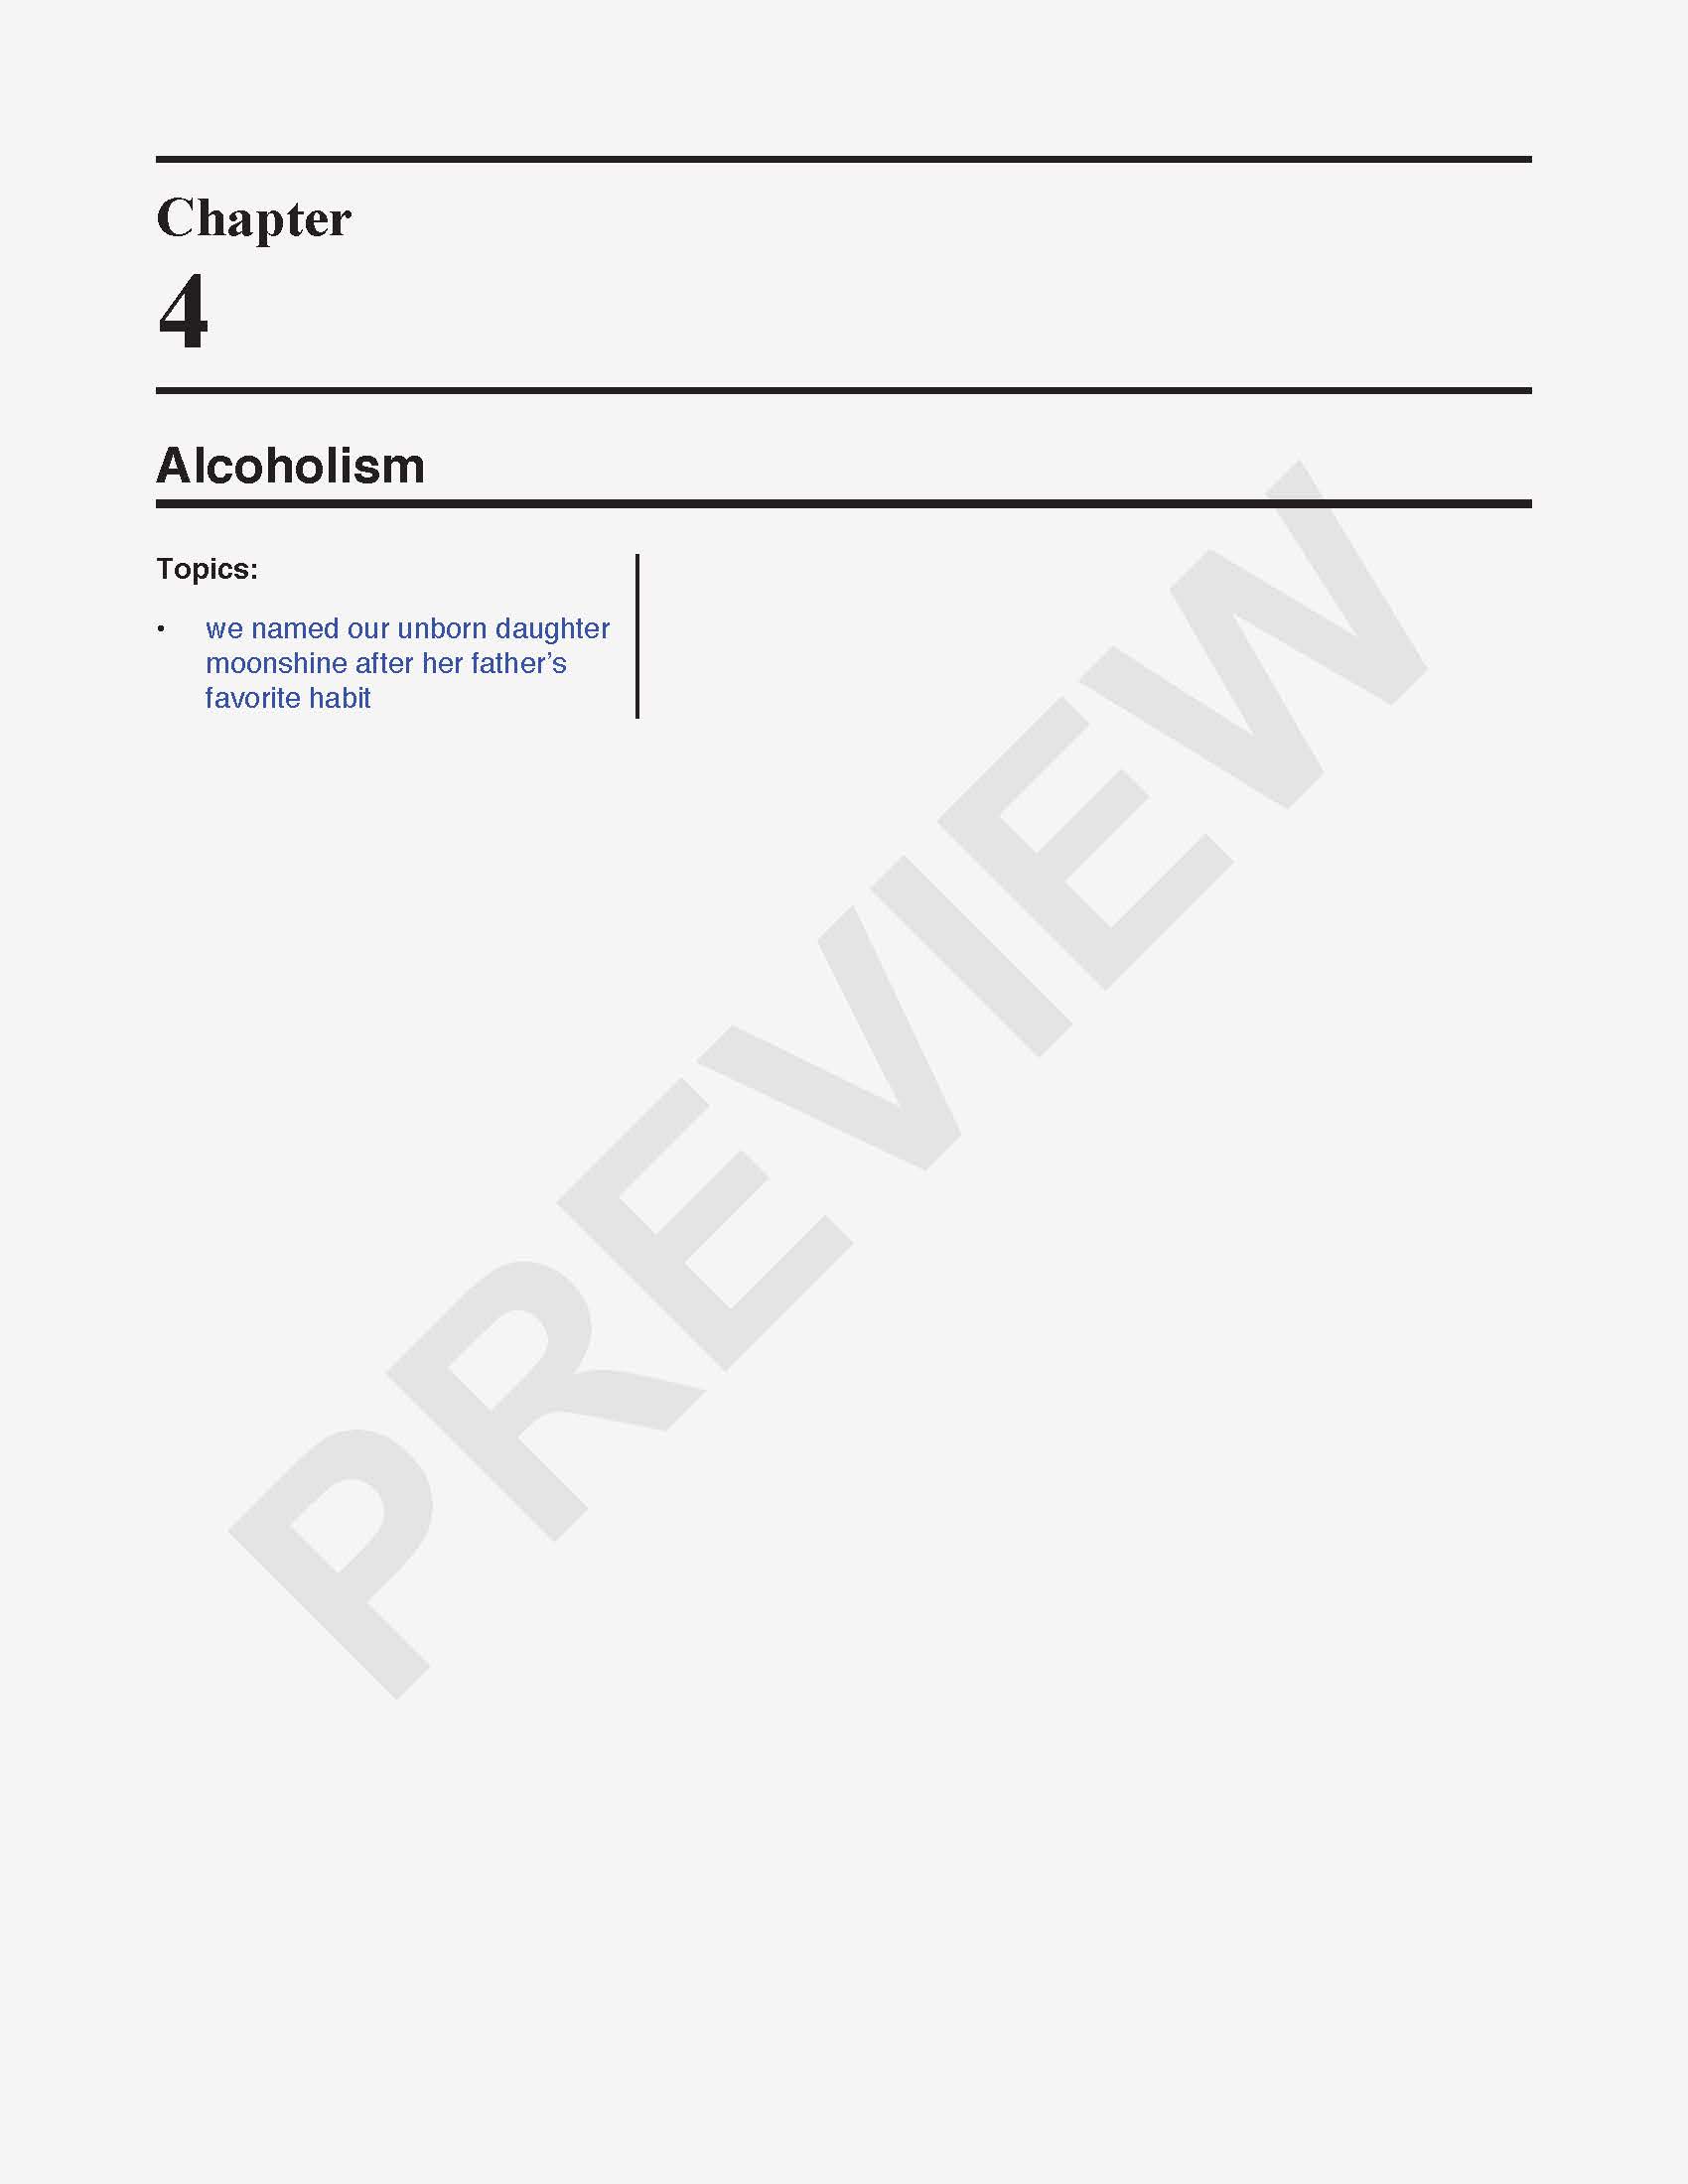 Chapter
4
Alcoholism
Topics:
• we named our unborn daughter
moonshine after her father’s
favorite habit
PREVIEW